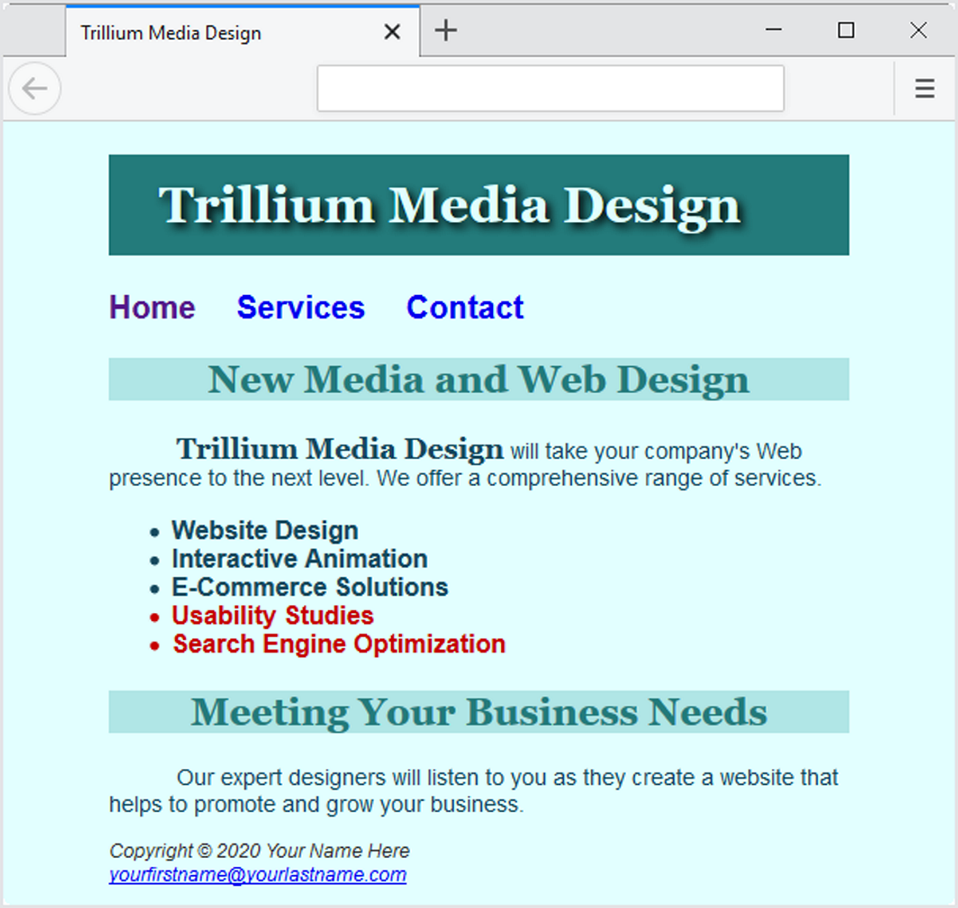 Trillium Media Design
Trillium Media Design
Home Services Contact
New Media and Web Design
Trillium Media Design will take your company's Web
presence to the next level. We offer a comprehensive range of services.
• Website Design
• Interactive Animation
• E-Commerce Solutions
• Usability Studies
• Search Engine Optimization
Meeting Your Business Needs
Our expert designers will listen to you as they create a website that
helps to promote and grow your business.
Copyright © 2020 Your Name Here
yourfirstname@yourlastname.com